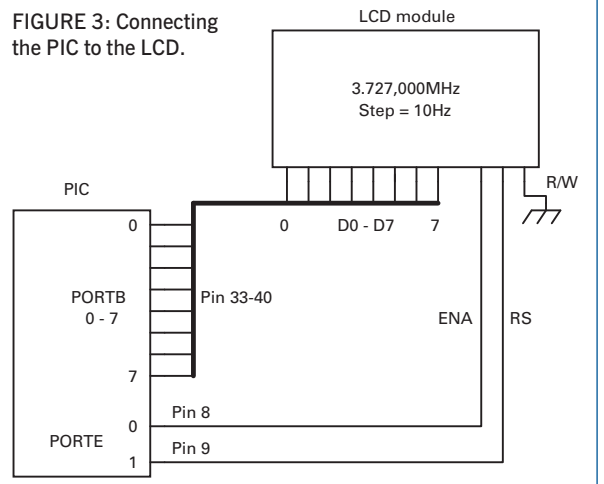 FIGURE 3: Connecting
the PIC to the LCD.
LCD module
3.727,000MHz
Step = 10Hz
R/W
PIC
0
0
D0 - D7
7
PORTB
0 - 7
Pin 33-40
ENA
RS
7
Pin 8
0
PORTE
Pin 9
1